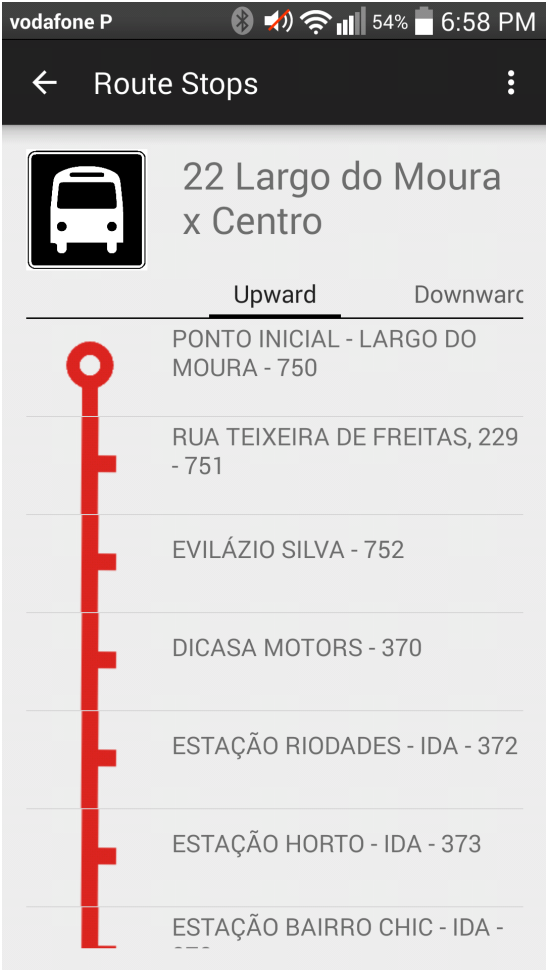 vodafone P 54% 6:58 PM
Route Stops
22 Largo do Moura
x Centro
Upward Downward
PONTO INICIAL - LARGO DO
MOURA - 750
RUA TEIXEIRA DE FREITAS, 229
- 751
EVILÁZIO SILVA - 752
DICASA MOTORS - 370
ESTAÇÃO RIODADES - IDA - 372
ESTAÇÃO HORTO - IDA - 373
ESTAÇÃO BAIRRO CHIC - IDA -